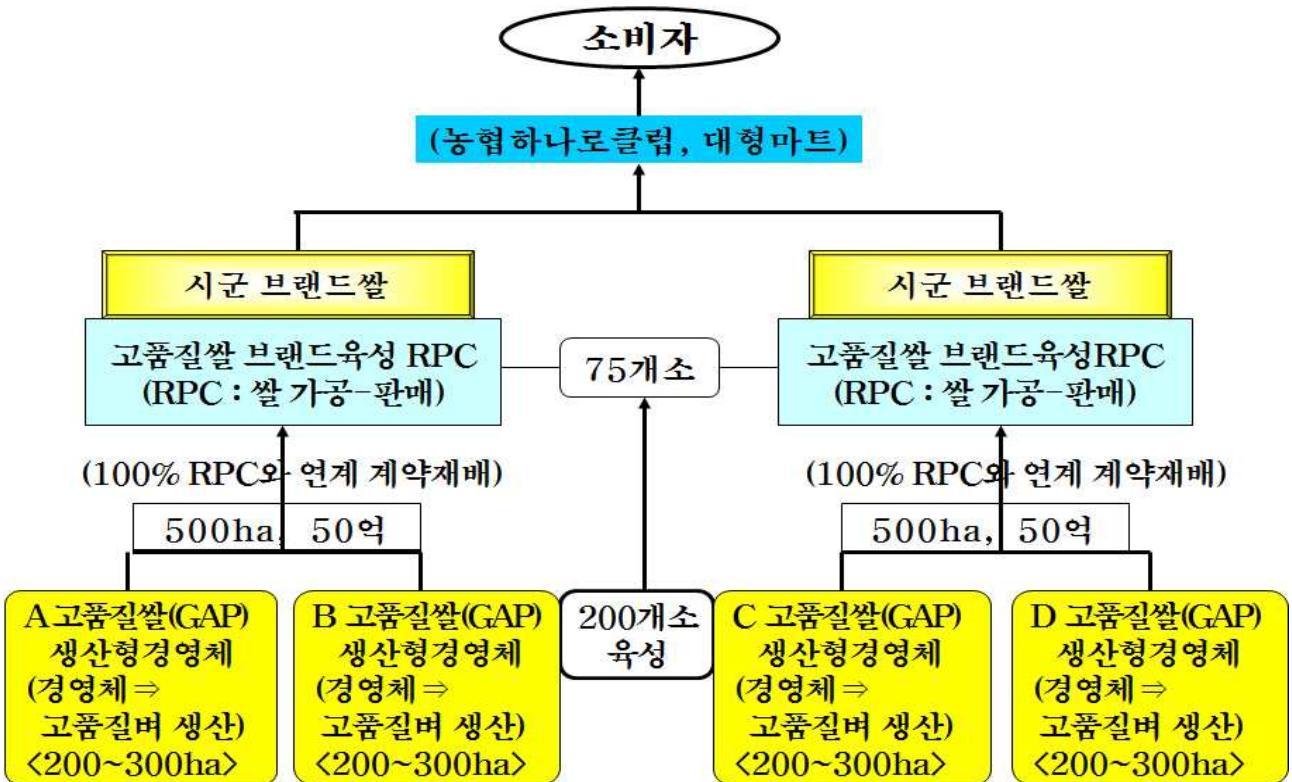 소비자
(농협하나로클럽, 대형마트)
시군 브랜드쌀
시군 브랜드쌀
고품질쌀 브랜드육성 RPC
(RPC : 쌀 가공-판매)
75개소
고품질쌀 브랜드육성RPC
(RPC : 쌀 가공-판매)
(100% RPC와 연계 계약재배)
(100% RPC와 연계 계약재배)
500ha, 50억
500ha, 50억
A 고품질쌀(GAP)
생산형경영체
(경영체⇒
고품질벼 생산)
<200~300ha>
B 고품질쌀(GAP)
생산형경영체
(경영체⇒
고품질벼 생산)
<200~300ha>
200개소
육성
C 고품질쌀(GAP)
생산형경영체
(경영체⇒
고품질벼 생산)
<200~300ha>
D 고품질쌀(GAP)
생산형경영체
(경영체⇒
고품질벼 생산)
<200~300ha>